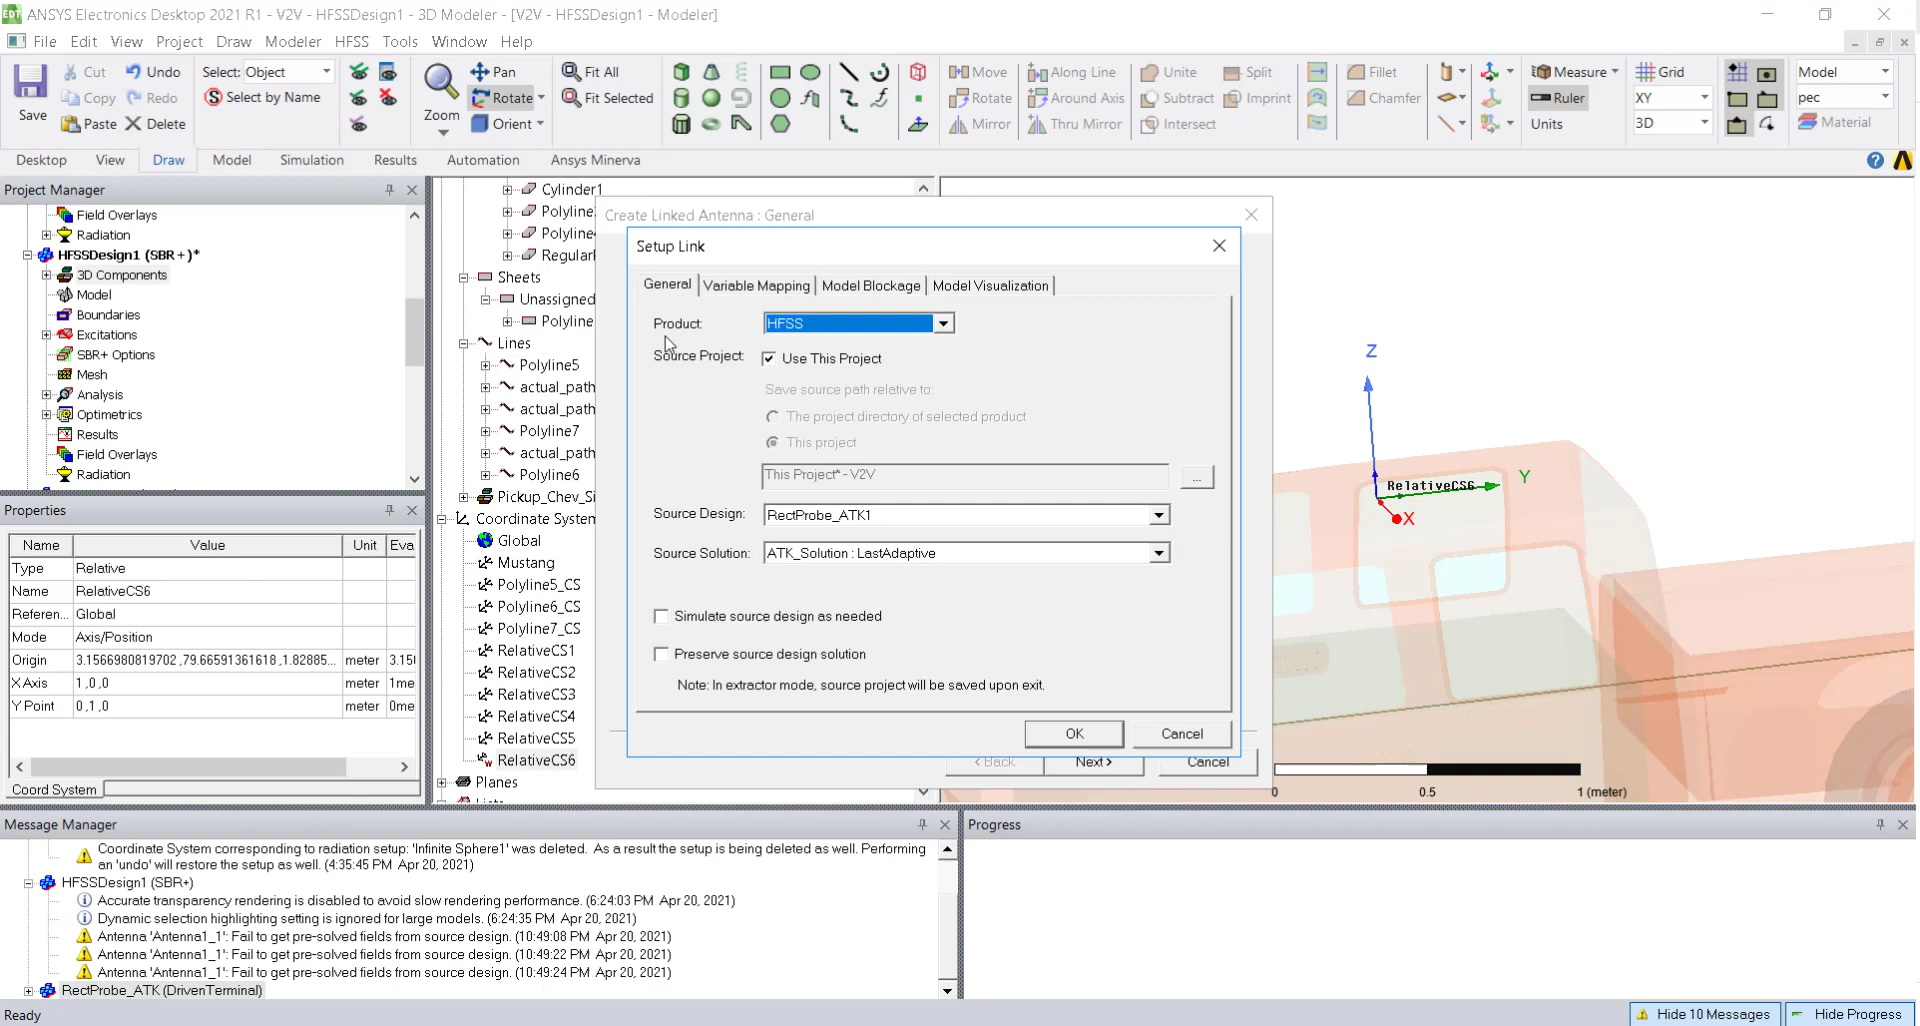 ANSYS Electronics Desktop 2021 R1 - V2V - HFSSDesign1 - 3D Modeler - [V2V - HFSSDesign1 - Modeler]
File Edit View Project Draw Modeler HFSS Tools Window Help
Save
Cut Undo
Copy Redo
Paste Delete
Select: Object
Select by Name
Zoom
Pan
Rotate
Orient
Fit All
Fit Selected
Move Along Line
Rotate Around Axis
Mirror Thru Mirror
Unite Split
Subtract Imprint
Intersect
Fillet
Chamfer
Measure
Ruler
Units
Grid
XY
3D
Model
pec
Material
Desktop View Draw Model Simulation Results Automation Ansys Minerva
Project Manager
Field Overlays
Radiation
HFSSDesign1 (SBR+)*
3D Components
Model
Boundaries
Excitations
SBR+ Options
Mesh
Analysis
Optimetrics
Results
Field Overlays
Radiation
Properties
Name Value Unit Eva
Type Relative
Name RelativeCS6
Referen... Global
Mode Axis/Position
Origin 3.1566980819702 ,79.66591361618 ,1.82885... meter 3.15
X Axis 1 ,0 ,0 meter 1me
Y Point 0 ,1 ,0 meter 0me
Coord System
Cylinder1
Polyline
Polyline
Regular
Sheets
Unassigned
Polyline
Lines
Polyline5
actual_path
actual_path
Polyline7
actual_path
Polyline6
Pickup_Chev_Si
Coordinate System
Global
Mustang
Polyline5_CS
Polyline6_CS
Polyline7_CS
RelativeCS1
RelativeCS2
RelativeCS3
RelativeCS4
RelativeCS5
RelativeCS6
Planes
Create Linked Antenna : General
Setup Link
General Variable Mapping Model Blockage Model Visualization
Product: HFSS
Source Project: Use This Project
Save source path relative to:
The project directory of selected product
This project
This Project* - V2V
...
Source Design: RectProbe_ATK1
Source Solution: ATK_Solution : LastAdaptive
Simulate source design as needed
Preserve source design solution
Note: In extractor mode, source project will be saved upon exit.
OK Cancel
< Back Next > Cancel
Z
RelativeCS6
Y
X
0 0.5 1 (meter)
Message Manager
Coordinate System corresponding to radiation setup: 'Infinite Sphere1' was deleted. As a result the setup is being deleted as well. Performing
an 'undo' will restore the setup as well. (4:35:45 PM Apr 20, 2021)
HFSSDesign1 (SBR+)
Accurate transparency rendering is disabled to avoid slow rendering performance. (6:24:03 PM Apr 20, 2021)
Dynamic selection highlighting setting is ignored for large models. (6:24:35 PM Apr 20, 2021)
Antenna 'Antenna1_1': Fail to get pre-solved fields from source design. (10:49:08 PM Apr 20, 2021)
Antenna 'Antenna1_1': Fail to get pre-solved fields from source design. (10:49:22 PM Apr 20, 2021)
Antenna 'Antenna1_1': Fail to get pre-solved fields from source design. (10:49:24 PM Apr 20, 2021)
RectProbe_ATK (DrivenTerminal)
Progress
Ready
Hide 10 Messages Hide Progress